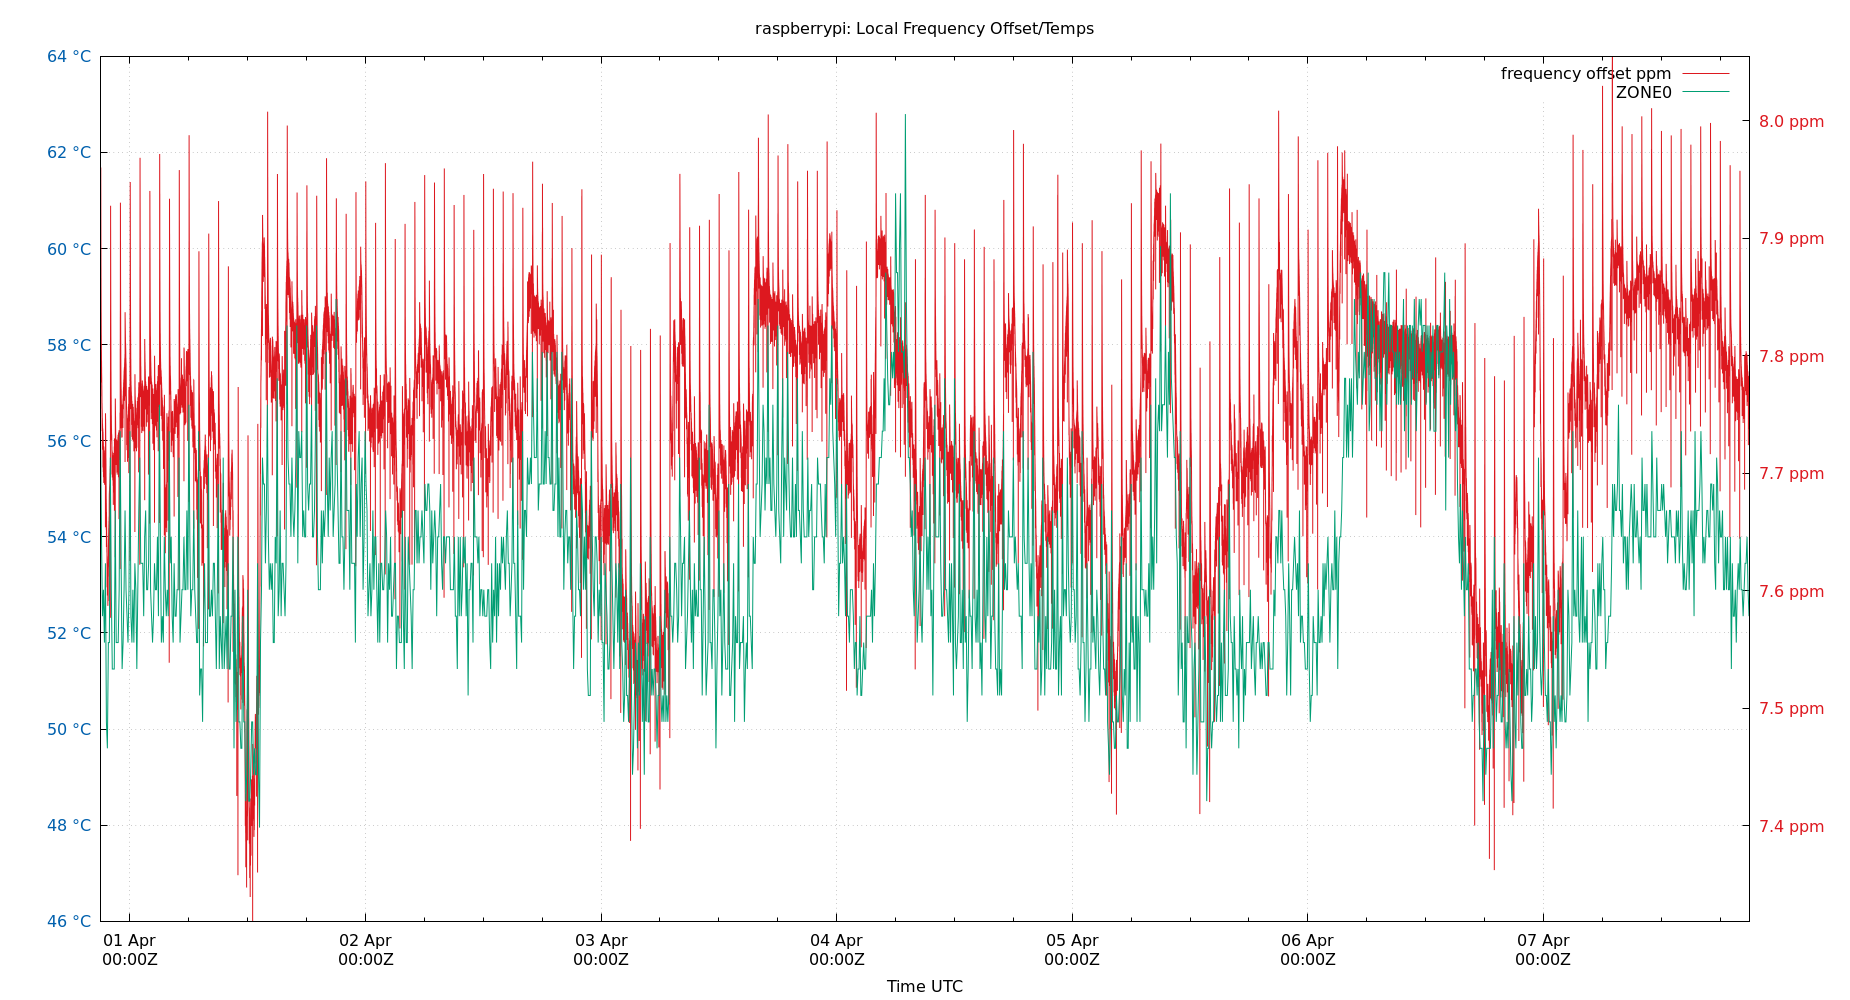 raspberrypi: Local Frequency Offset/Temps
64 °C
62 °C
60 °C
58 °C
56 °C
54 °C
52 °C
50 °C
48 °C
46 °C
frequency offset ppm
ZONE0
8.0 ppm
7.9 ppm
7.8 ppm
7.7 ppm
7.6 ppm
7.5 ppm
7.4 ppm
01 Apr
00:00Z
02 Apr
00:00Z
03 Apr
00:00Z
04 Apr
00:00Z
05 Apr
00:00Z
06 Apr
00:00Z
07 Apr
00:00Z
Time UTC